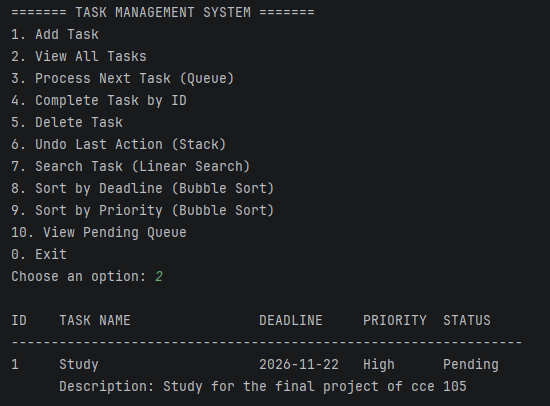 ======= TASK MANAGEMENT SYSTEM =======
1. Add Task
2. View All Tasks
3. Process Next Task (Queue)
4. Complete Task by ID
5. Delete Task
6. Undo Last Action (Stack)
7. Search Task (Linear Search)
8. Sort by Deadline (Bubble Sort)
9. Sort by Priority (Bubble Sort)
10. View Pending Queue
0. Exit
Choose an option: 2
ID    TASK NAME                DEADLINE     PRIORITY  STATUS
----------------------------------------------------------------
1     Study                    2026-11-22   High      Pending
      Description: Study for the final project of cce 105